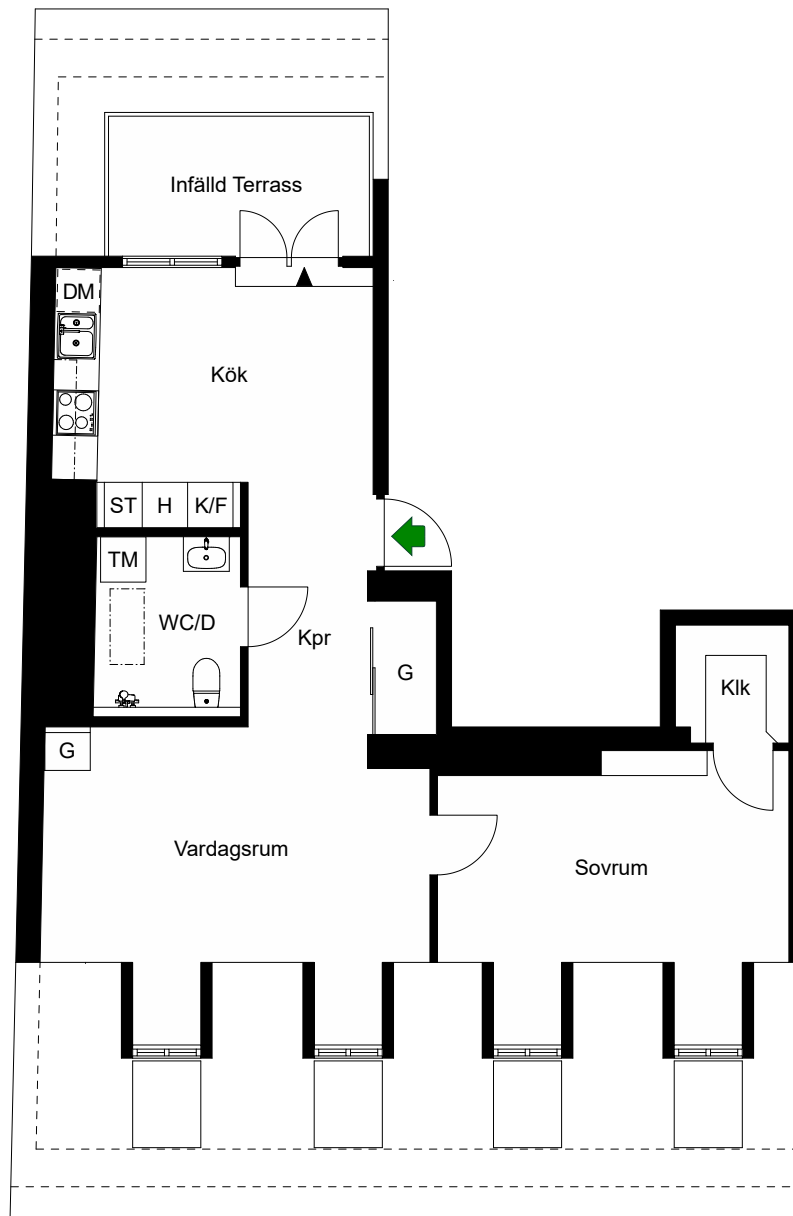 Infälld Terrass
DM
Kök
ST H K/F
TM
WC/D
Kpr
G
Klk
G
Vardagsrum
Sovrum